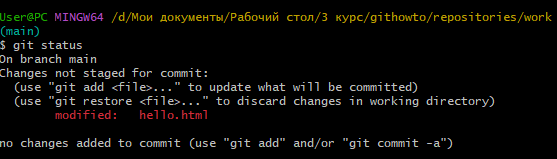 User@PC MINGW64 /d/Мои документы/Рабочий стол/3 курс/githowto/repositories/work
(main)
$ git status
On branch main
Changes not staged for commit:
  (use "git add <file>..." to update what will be committed)
  (use "git restore <file>..." to discard changes in working directory)
        modified:   hello.html

no changes added to commit (use "git add" and/or "git commit -a")